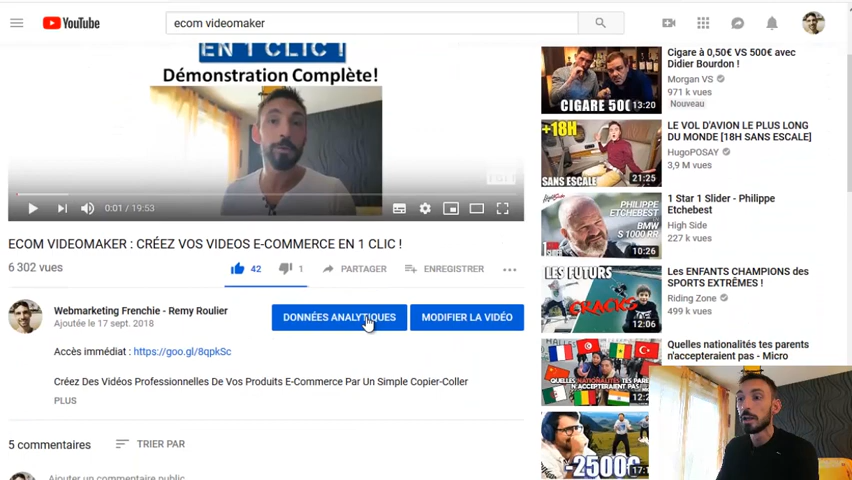 YouTube
ecom videomaker
EN 1 CLIC !
Démonstration Complète!
0:01 / 19:53
ECOM VIDEOMAKER : CRÉEZ VOS VIDEOS E-COMMERCE EN 1 CLIC !
6 302 vues
42
1
PARTAGER
ENREGISTRER
Webmarketing Frenchie - Remy Roulier
Ajoutée le 17 sept. 2018
DONNÉES ANALYTIQUES
MODIFIER LA VIDÉO
Accès immédiat : https://goo.gl/8qpkSc
Créez Des Vidéos Professionnelles De Vos Produits E-Commerce Par Un Simple Copier-Coller
PLUS
5 commentaires
TRIER PAR
Ajouter un commentaire public
CIGARE 50€
13:20
Cigare à 0,50€ VS 500€ avec
Didier Bourdon !
Morgan VS
971 k vues
Nouveau
+18H
SANS ESCALE
21:25
LE VOL D'AVION LE PLUS LONG
DU MONDE [18H SANS ESCALE]
HugoPOSAY
3,9 M vues
PHILIPPE
ETCHEBEST
BMW
S 1000 RR
10:26
1 Star 1 Slider - Philippe
Etchebest
High Side
227 k vues
LES FUTURS
CRACKS
12:06
Les ENFANTS CHAMPIONS des
SPORTS EXTRÊMES !
Riding Zone
499 k vues
QUELLES NATIONALITÉS TES PARENTS
Quelles nationalités tes parents
n'accepteraient pas - Micro
-2500€